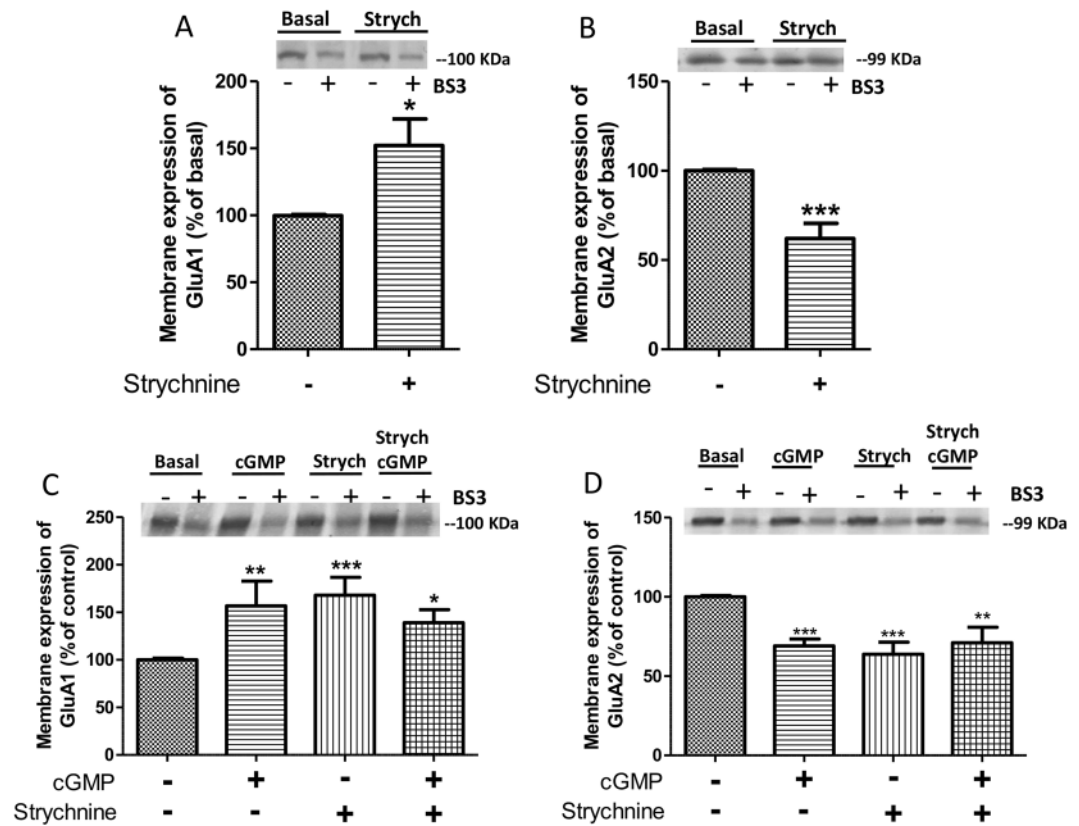 A
Basal Strych
--100 KDa
- + - + BS3
Membrane expression of
GluA1 (% of basal)
200
150
100
50
0
*
Strychnine - +
B
Basal Strych
--99 KDa
- + - + BS3
Membrane expression of
GluA2 (% of basal)
150
100
50
0
***
Strychnine - +
C
Basal cGMP Strych Strych
cGMP
- + - + - + - + BS3
--100 KDa
Membrane expression of
GluA1 (% of control)
250
200
150
100
50
0
** *** *
cGMP - + - +
Strychnine - - + +
D
Basal cGMP Strych Strych
cGMP
- + - + - + - + BS3
--99 KDa
Membrane expression of
GluA2 (% of control)
150
100
50
0
*** *** **
cGMP - + - +
Strychnine - - + +